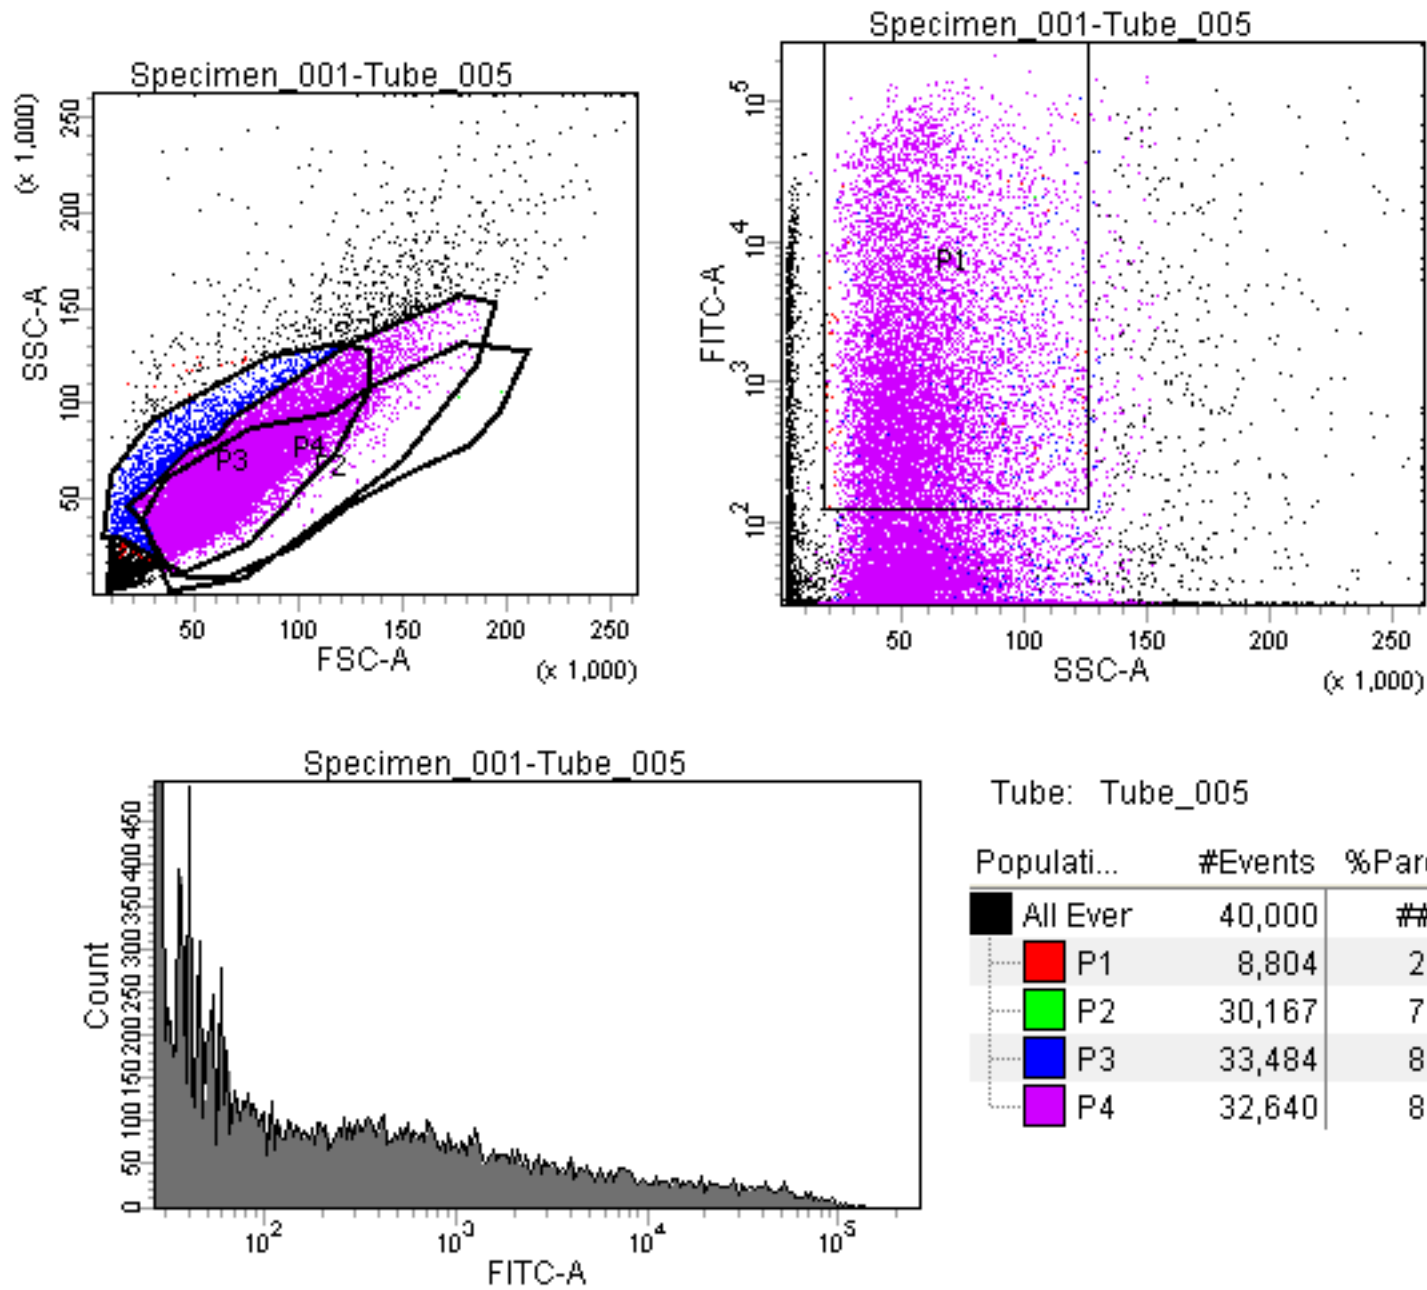 Specimen_001-Tube_005
(x 1,000)
250
200
150
100
50
SSC-A
P3
P4
50 100 150 200 250
FSC-A
(x 1,000)
Specimen_001-Tube_005
10^5
10^4
10^3
10^2
FITC-A
P1
50 100 150 200 250
SSC-A
(x 1,000)
Specimen_001-Tube_005
Count
0 50 100 150 200 250 300 350 400 450
10^2 10^3 10^4 10^5
FITC-A
Tube: Tube_005
Populati... #Events %Par
All Ever 40,000 ##
P1 8,804 2
P2 30,167 7
P3 33,484 8
P4 32,640 8